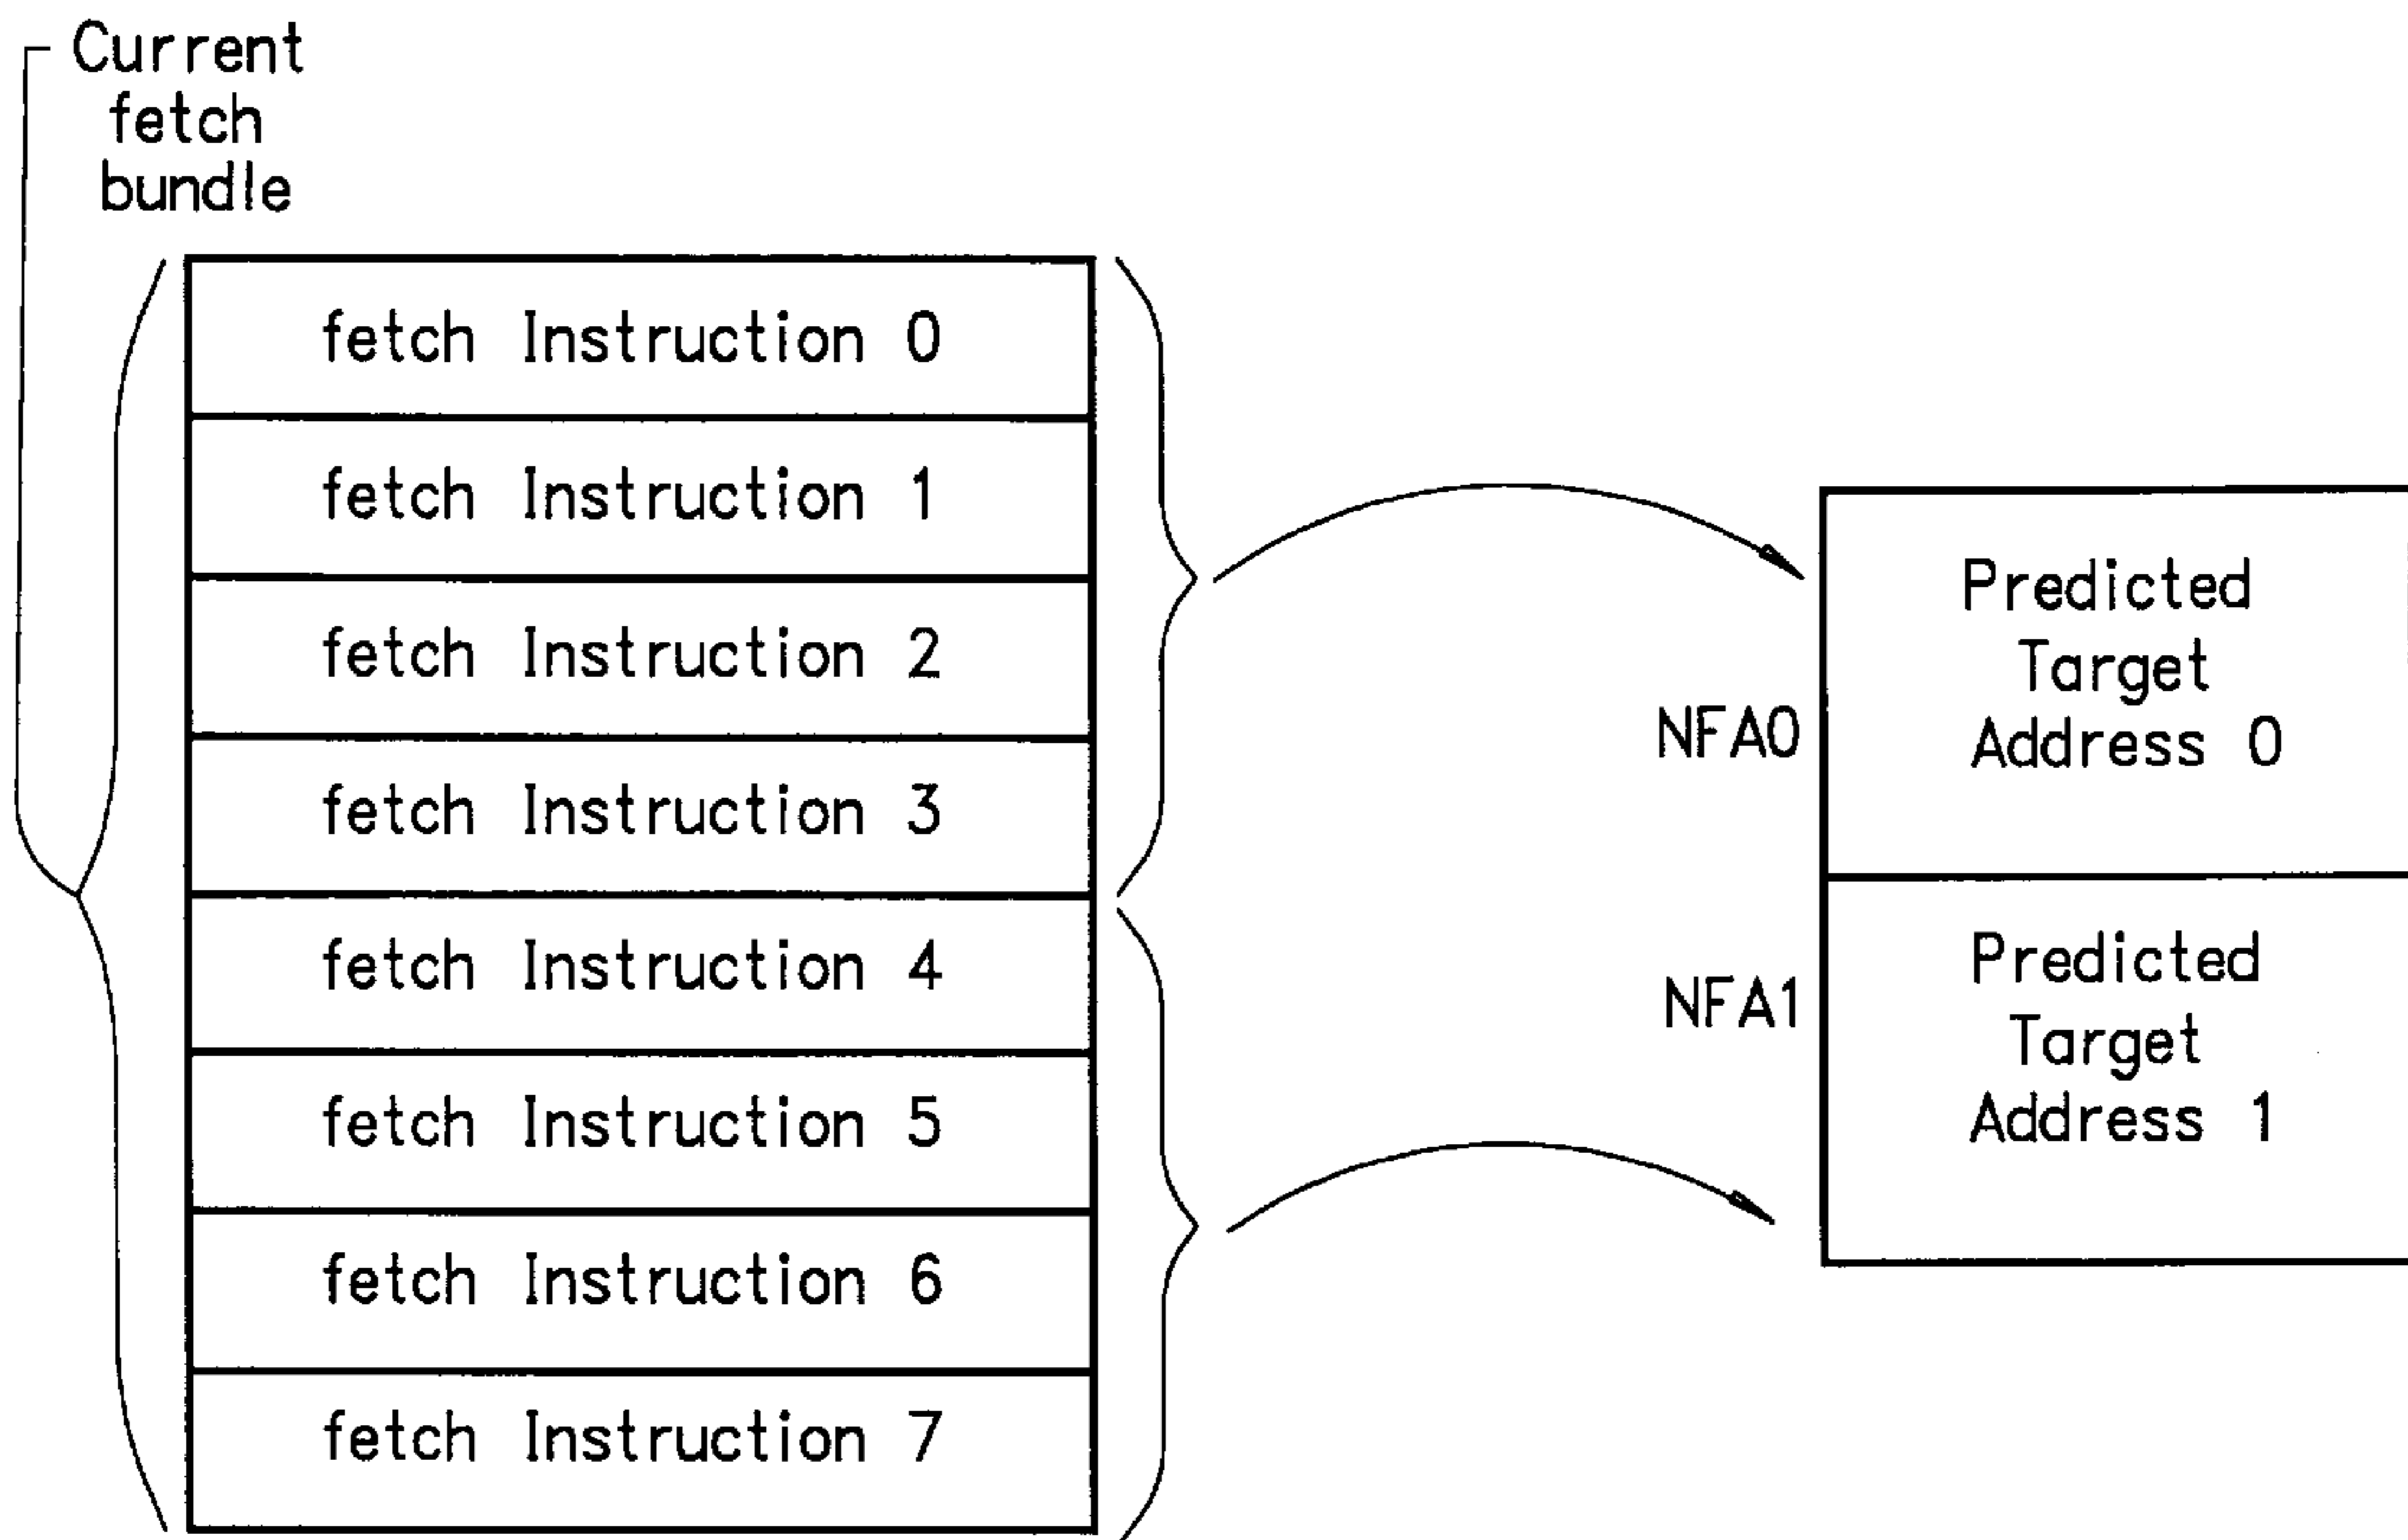 Current
fetch
bundle
fetch Instruction 0
fetch Instruction 1
fetch Instruction 2
fetch Instruction 3
fetch Instruction 4
fetch Instruction 5
fetch Instruction 6
fetch Instruction 7
NFA0
Predicted
Target
Address 0
NFA1
Predicted
Target
Address 1